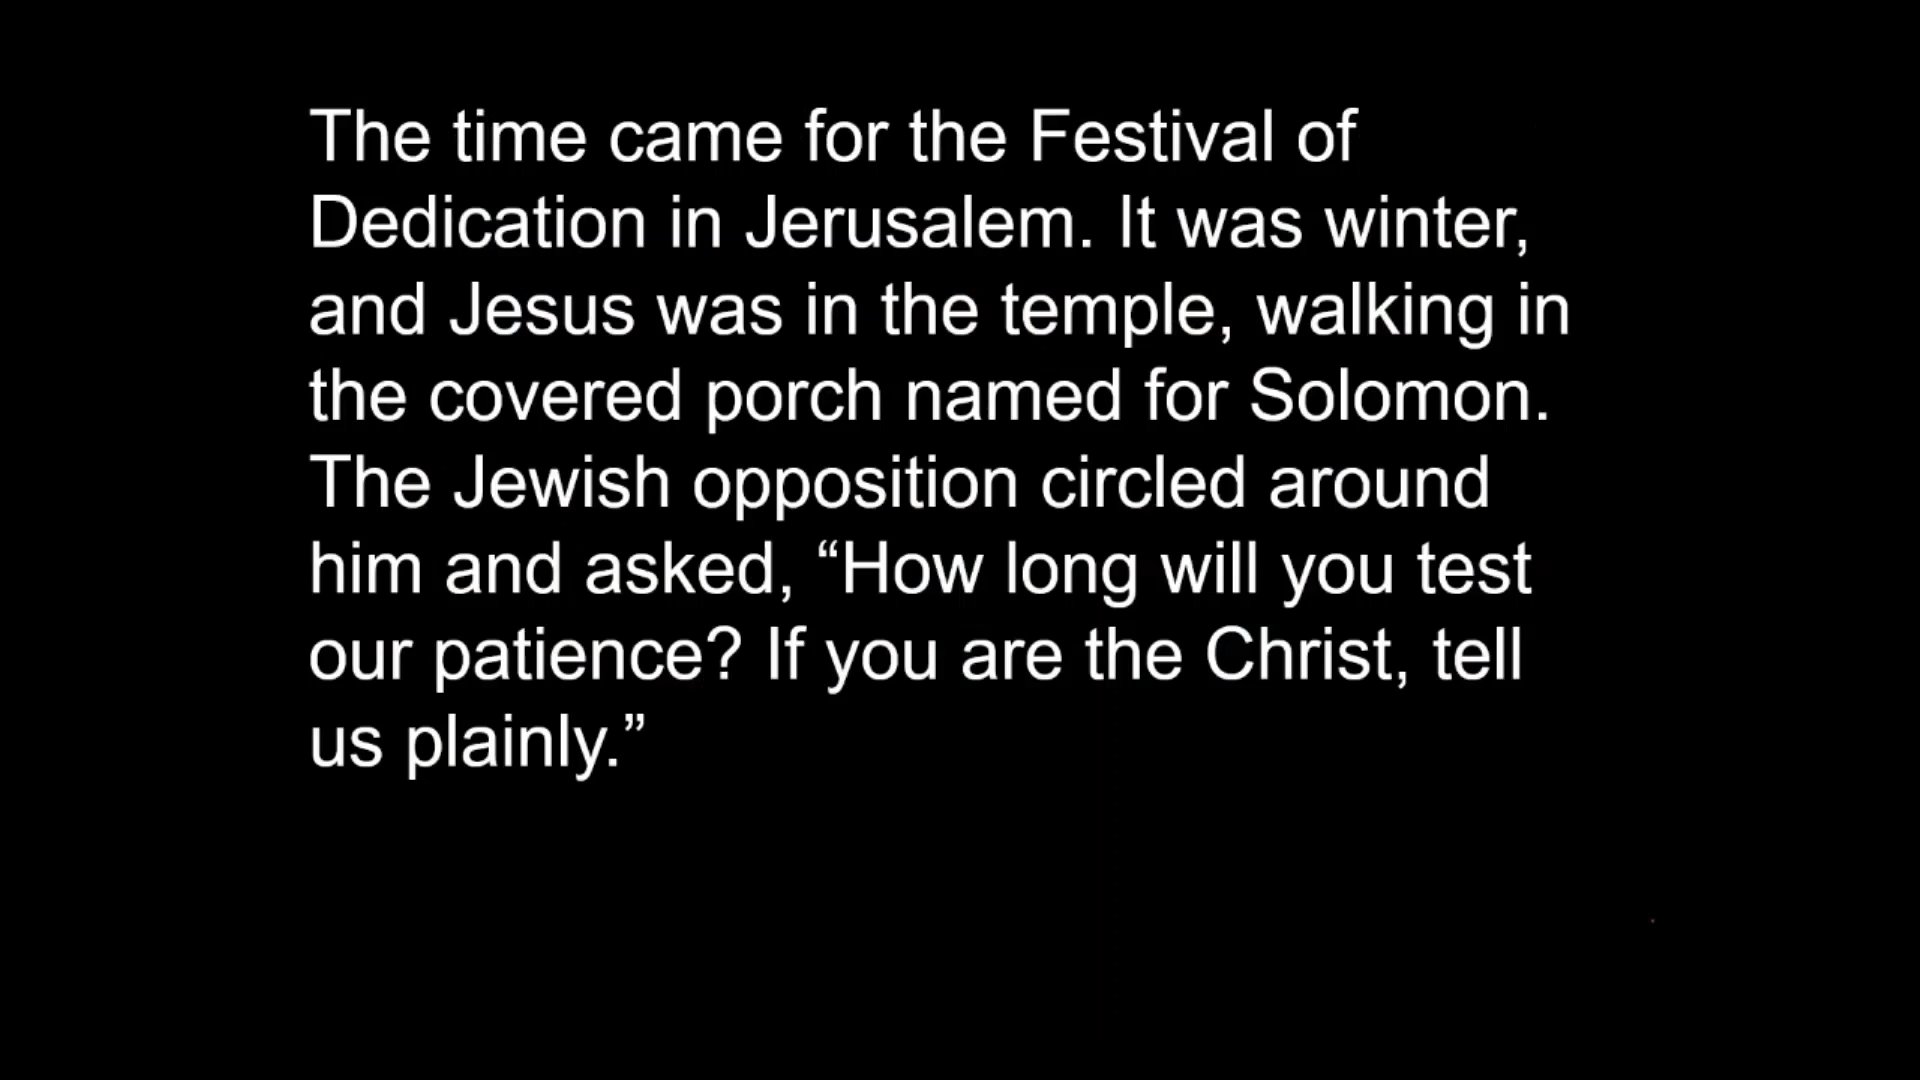 The time came for the Festival of
Dedication in Jerusalem. It was winter,
and Jesus was in the temple, walking in
the covered porch named for Solomon.
The Jewish opposition circled around
him and asked, “How long will you test
our patience? If you are the Christ, tell
us plainly.”